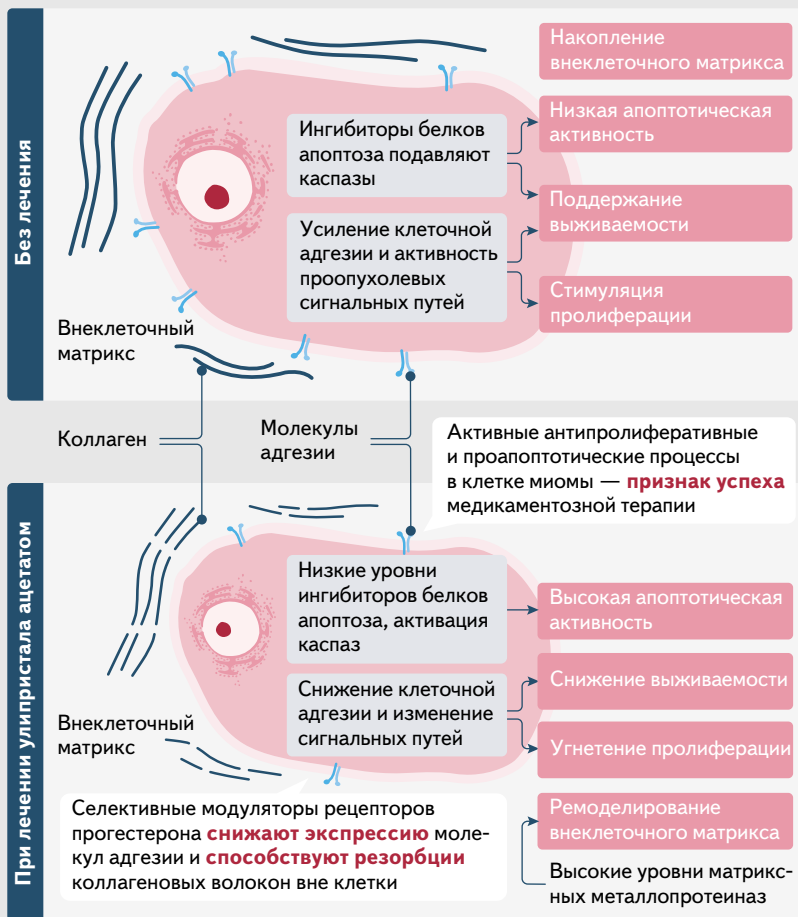 Без лечения
Накопление
внеклеточного матрикса
Ингибиторы белков
апоптоза подавляют
каспазы
Низкая апоптотическая
активность
Поддержание
выживаемости
Усиление клеточной
адгезии и активность
проопухолевых
сигнальных путей
Стимуляция
пролиферации
Внеклеточный
матрикс
Коллаген
Молекулы
адгезии
Активные антипролиферативные
и проапоптотические процессы
в клетке миомы — признак успеха
медикаментозной терапии
При лечении улипристала ацетатом
Низкие уровни
ингибиторов белков
апоптоза, активация
каспаз
Высокая апоптотическая
активность
Снижение клеточной
адгезии и изменение
сигнальных путей
Снижение выживаемости
Угнетение пролиферации
Внеклеточный
матрикс
Селективные модуляторы рецепторов
прогестерона снижают экспрессию моле-
кул адгезии и способствуют резорбции
коллагеновых волокон вне клетки
Ремоделирование
внеклеточного матрикса
Высокие уровни матрикс-
ных металлопротеиназ